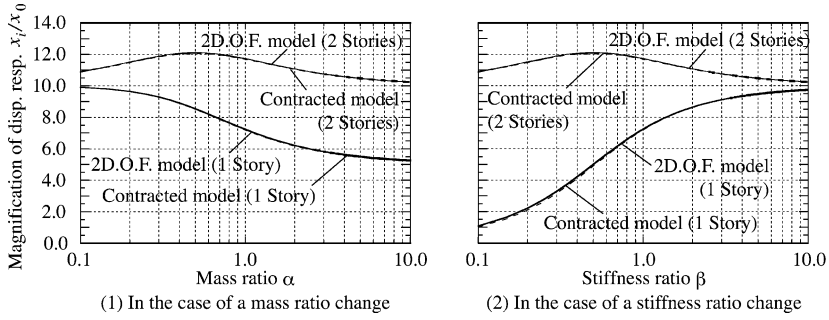 Magnification of disp. resp. xi/x0
14.0
12.0
10.0
8.0
6.0
4.0
2.0
0.0
2D.O.F. model (2 Stories)
Contracted model
(2 Stories)
2D.O.F. model (1 Story)
Contracted model (1 Story)
0.1 1.0 10.0
Mass ratio α
(1) In the case of a mass ratio change
2D.O.F. model (2 Stories)
Contracted model
(2 Stories)
2D.O.F. model
(1 Story)
Contracted model (1 Story)
0.1 1.0 10.0
Stiffness ratio β
(2) In the case of a stiffness ratio change